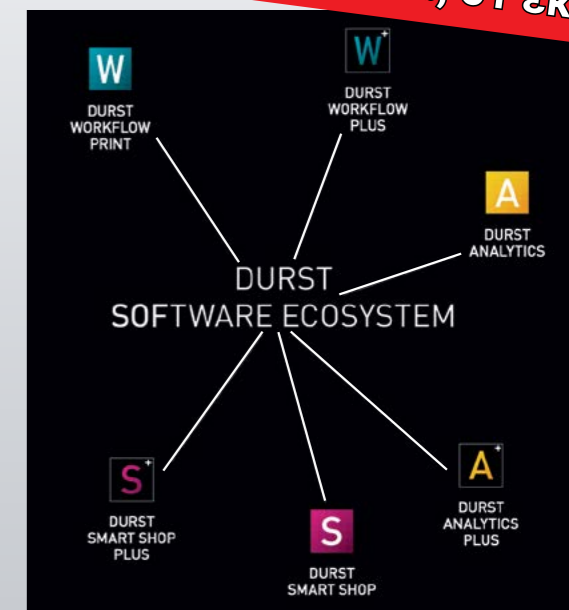 W
DURST
WORKFLOW
PRINT
W+
DURST
WORKFLOW
PLUS
A
DURST
ANALYTICS
DURST
SOFTWARE ECOSYSTEM
S+
DURST
SMART SHOP
PLUS
S
DURST
SMART SHOP
A+
DURST
ANALYTICS
PLUS